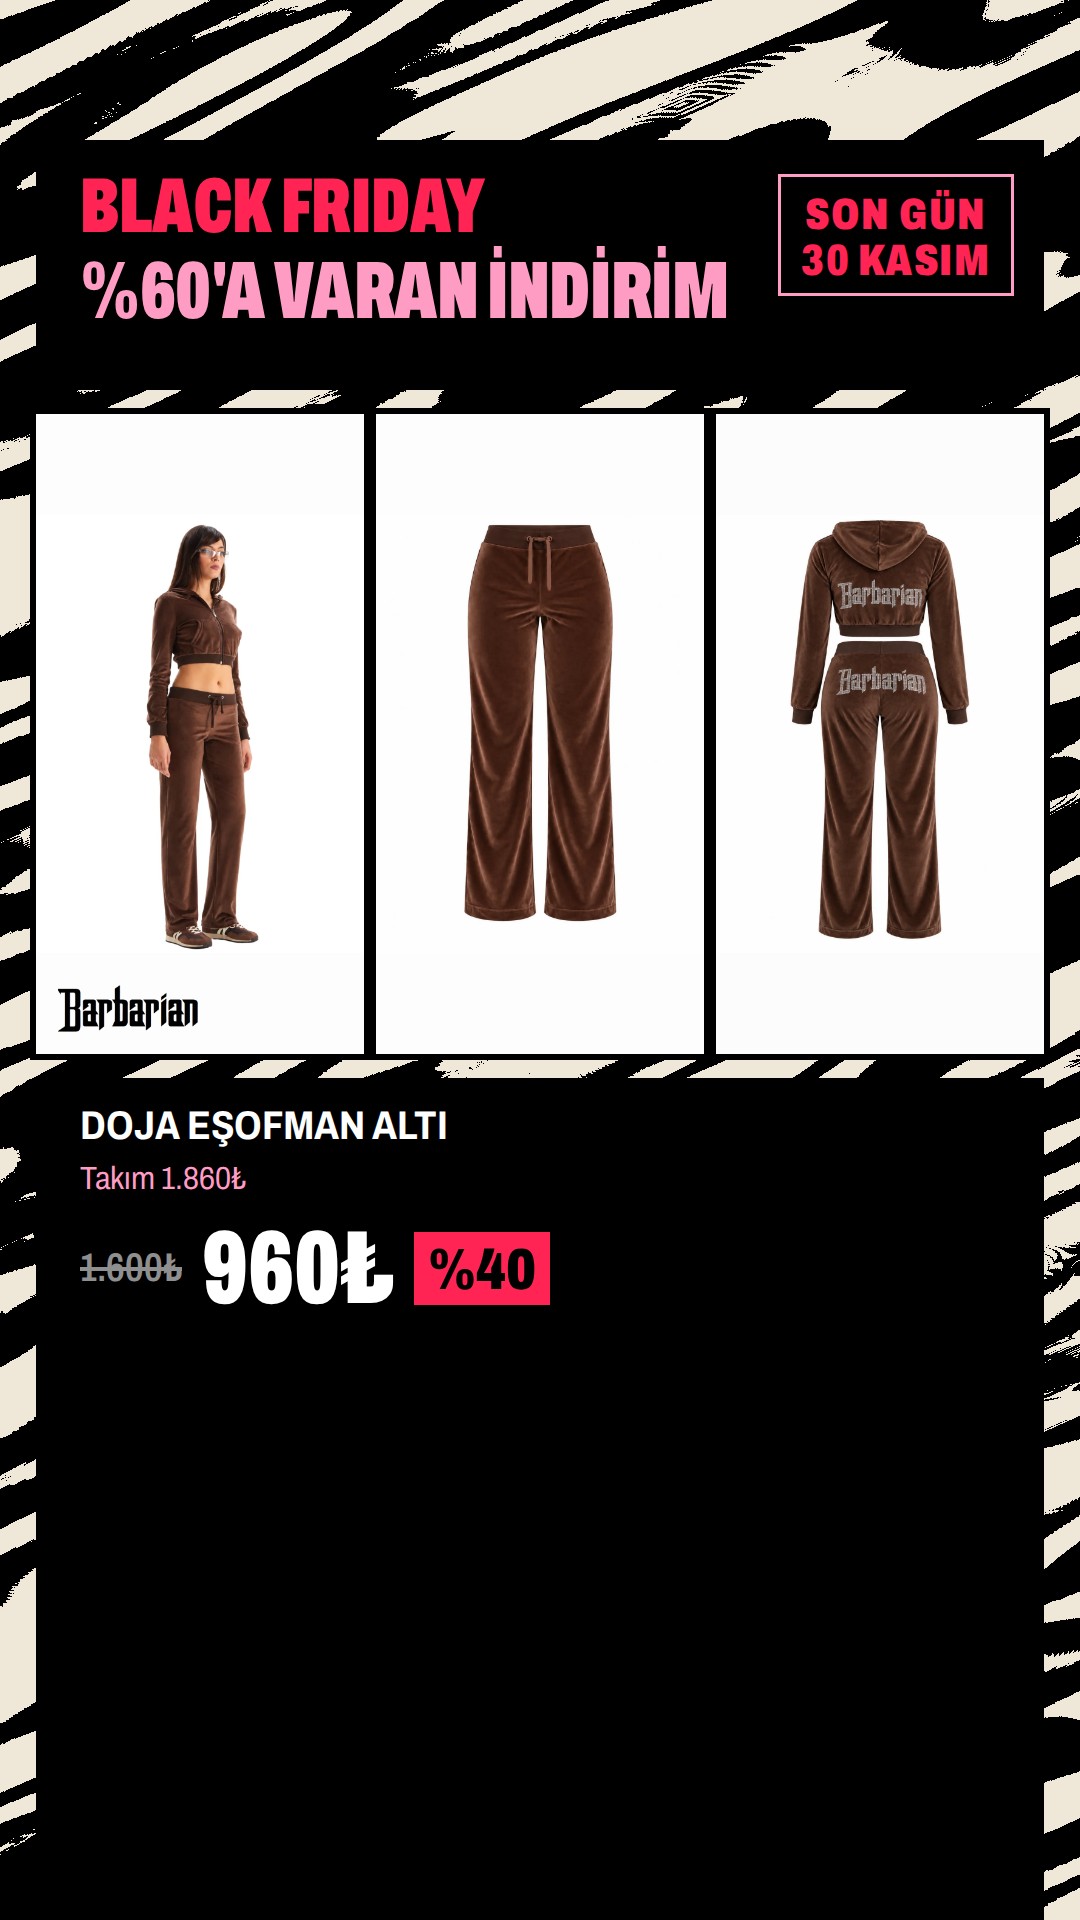 BLACK FRIDAY
%60'A VARAN İNDİRİM
SON GÜN
30 KASIM
Barbarian
Barbarian
Barbarian
DOJA EŞOFMAN ALTI
Takım 1.860₺
1.600₺ 960₺ %40